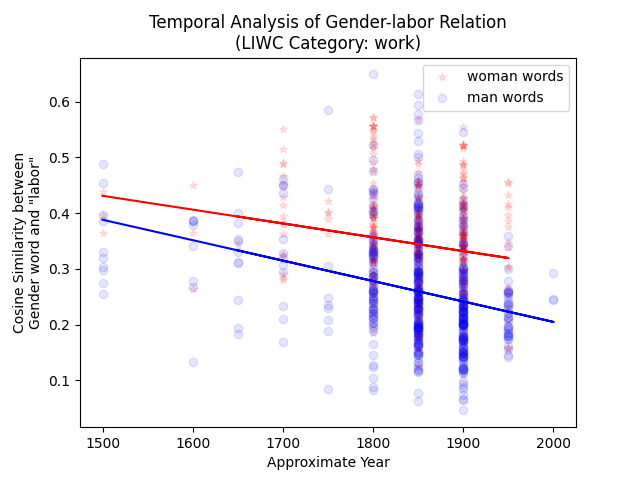 Temporal Analysis of Gender-labor Relation
(LIWC Category: work)
woman words
man words
Cosine Similarity between
Gender word and "labor"
0.6
0.5
0.4
0.3
0.2
0.1
1500 1600 1700 1800 1900 2000
Approximate Year